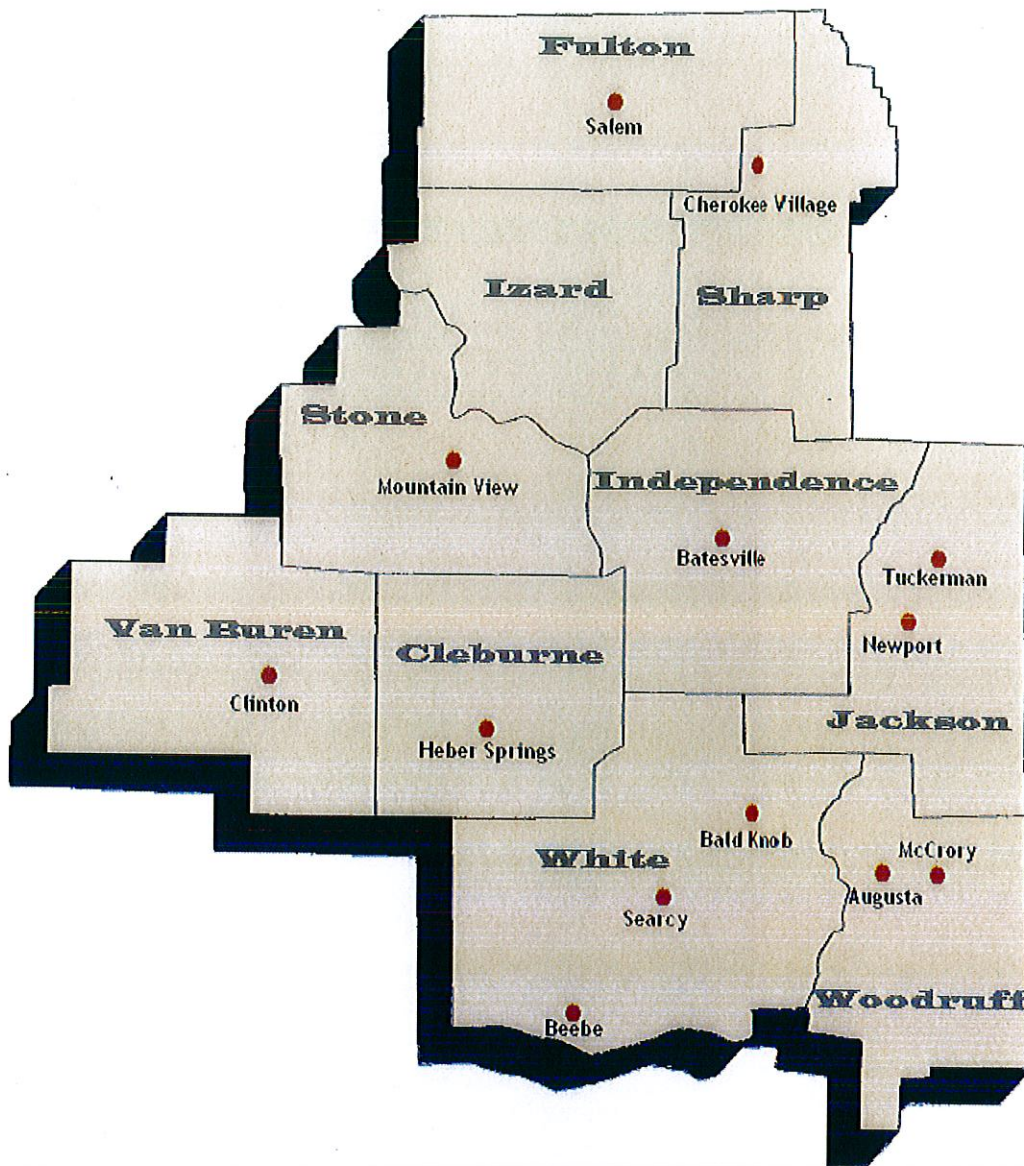 Fulton
Salem
Cherokee Village
Izard
Sharp
Stone
Mountain View
Independence
Batesville
Tuckerman
Newport
Van Buren
Clinton
Cleburne
Heber Springs
Jackson
Bald Knob
McCrory
White
Augusta
Searcy
Woodruff
Beebe